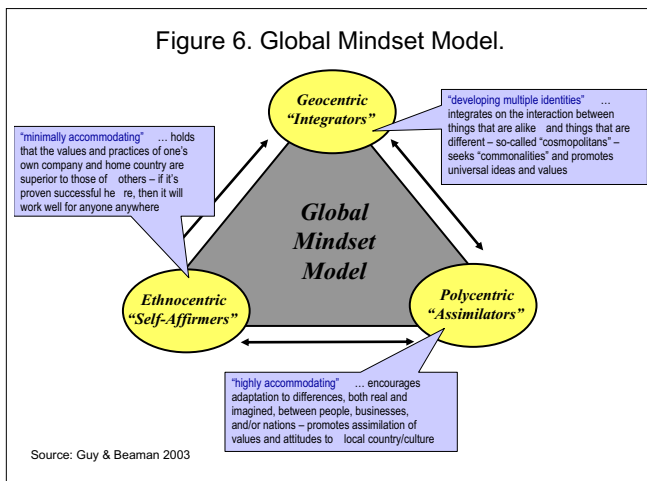 Figure 6. Global Mindset Model.
Geocentric
“Integrators”
“developing multiple identities” …
integrates on the interaction between
things that are alike and things that are
different – so-called “cosmopolitans” –
seeks “commonalities” and promotes
universal ideas and values
“minimally accommodating” … holds
that the values and practices of one’s
own company and home country are
superior to those of others – if it’s
proven successful he re, then it will
work well for anyone anywhere
Global
Mindset
Model
Ethnocentric
“Self-Affirmers”
Polycentric
“Assimilators”
“highly accommodating” … encourages
adaptation to differences, both real and
imagined, between people, businesses,
and/or nations – promotes assimilation of
values and attitudes to local country/culture
Source: Guy & Beaman 2003